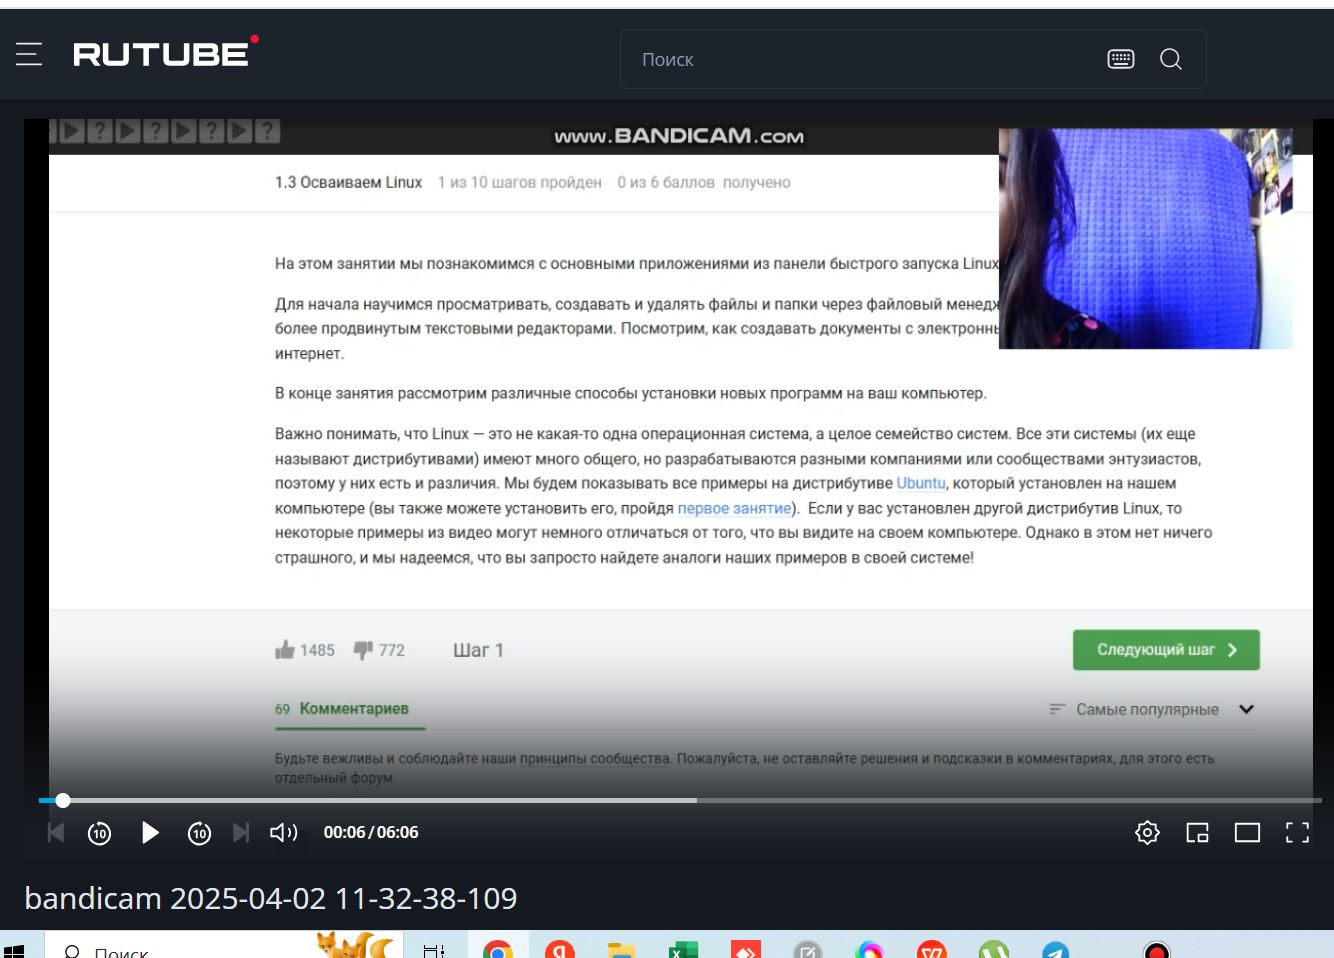 RUTUBE
Поиск
www.BANDICAM.com
1.3 Осваиваем Linux 1 из 10 шагов пройден 0 из 6 баллов получено
На этом занятии мы познакомимся с основными приложениями из панели быстрого запуска Linux
Для начала научимся просматривать, создавать и удалять файлы и папки через файловый
более продвинутым текстовыми редакторами. Посмотрим, как создавать документы с
интернет.
В конце занятия рассмотрим различные способы установки новых программ на ваш компьютер.
Важно понимать, что Linux — это не какая-то одна операционная система, а целое семейство систем. Все эти системы (их еще
называют дистрибутивами) имеют много общего, но разрабатываются разными компаниями или сообществами энтузиастов,
поэтому у них есть и различия. Мы будем показывать все примеры на дистрибутиве Ubuntu, который установлен на нашем
компьютере (вы также можете установить его, пройдя первое занятие). Если у вас установлен другой дистрибутив Linux, то
некоторые примеры из видео могут немного отличаться от того, что вы видите на своем компьютере. Однако в этом нет ничего
страшного, и мы надеемся, что вы запросто найдете аналоги наших примеров в своей системе!
1485 772 Шаг 1 Следующий шаг
69 Комментариев Самые популярные
Будьте вежливы и соблюдайте наши принципы сообщества. Пожалуйста, не оставляйте решения и подсказки в комментариях, для этого есть
отдельный форум.
10 10 00:06 / 06:06
bandicam 2025-04-02 11-32-38-109
Поиск